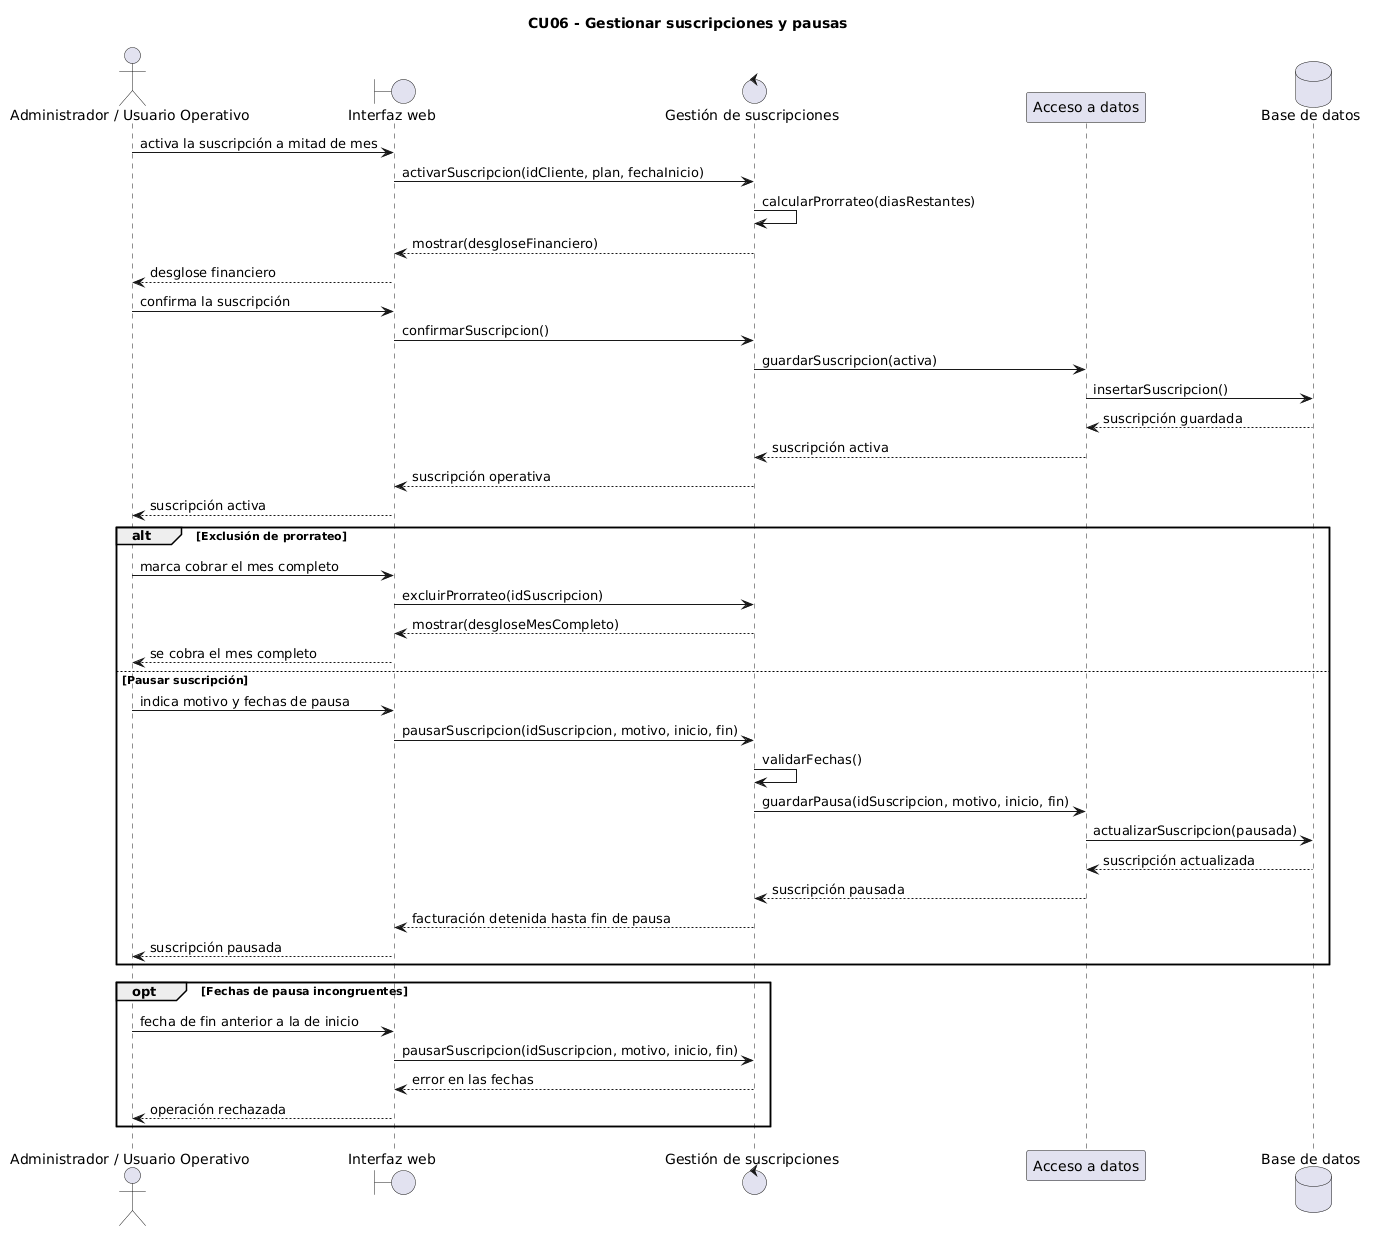 CU06 - Gestionar suscripciones y pausas
Administrador / Usuario Operativo
Interfaz web
Gestión de suscripciones
Acceso a datos
Base de datos
activa la suscripción a mitad de mes
activarSuscripcion(idCliente, plan, fechaInicio)
calcularProrrateo(diasRestantes)
mostrar(desgloseFinanciero)
desglose financiero
confirma la suscripción
confirmarSuscripcion()
guardarSuscripcion(activa)
insertarSuscripcion()
suscripción guardada
suscripción activa
suscripción operativa
suscripción activa
alt
[Exclusión de prorrateo]
marca cobrar el mes completo
excluirProrrateo(idSuscripcion)
mostrar(desgloseMesCompleto)
se cobra el mes completo
[Pausar suscripción]
indica motivo y fechas de pausa
pausarSuscripcion(idSuscripcion, motivo, inicio, fin)
validarFechas()
guardarPausa(idSuscripcion, motivo, inicio, fin)
actualizarSuscripcion(pausada)
suscripción actualizada
suscripción pausada
facturación detenida hasta fin de pausa
suscripción pausada
opt
[Fechas de pausa incongruentes]
fecha de fin anterior a la de inicio
pausarSuscripcion(idSuscripcion, motivo, inicio, fin)
error en las fechas
operación rechazada
Administrador / Usuario Operativo
Interfaz web
Gestión de suscripciones
Acceso a datos
Base de datos